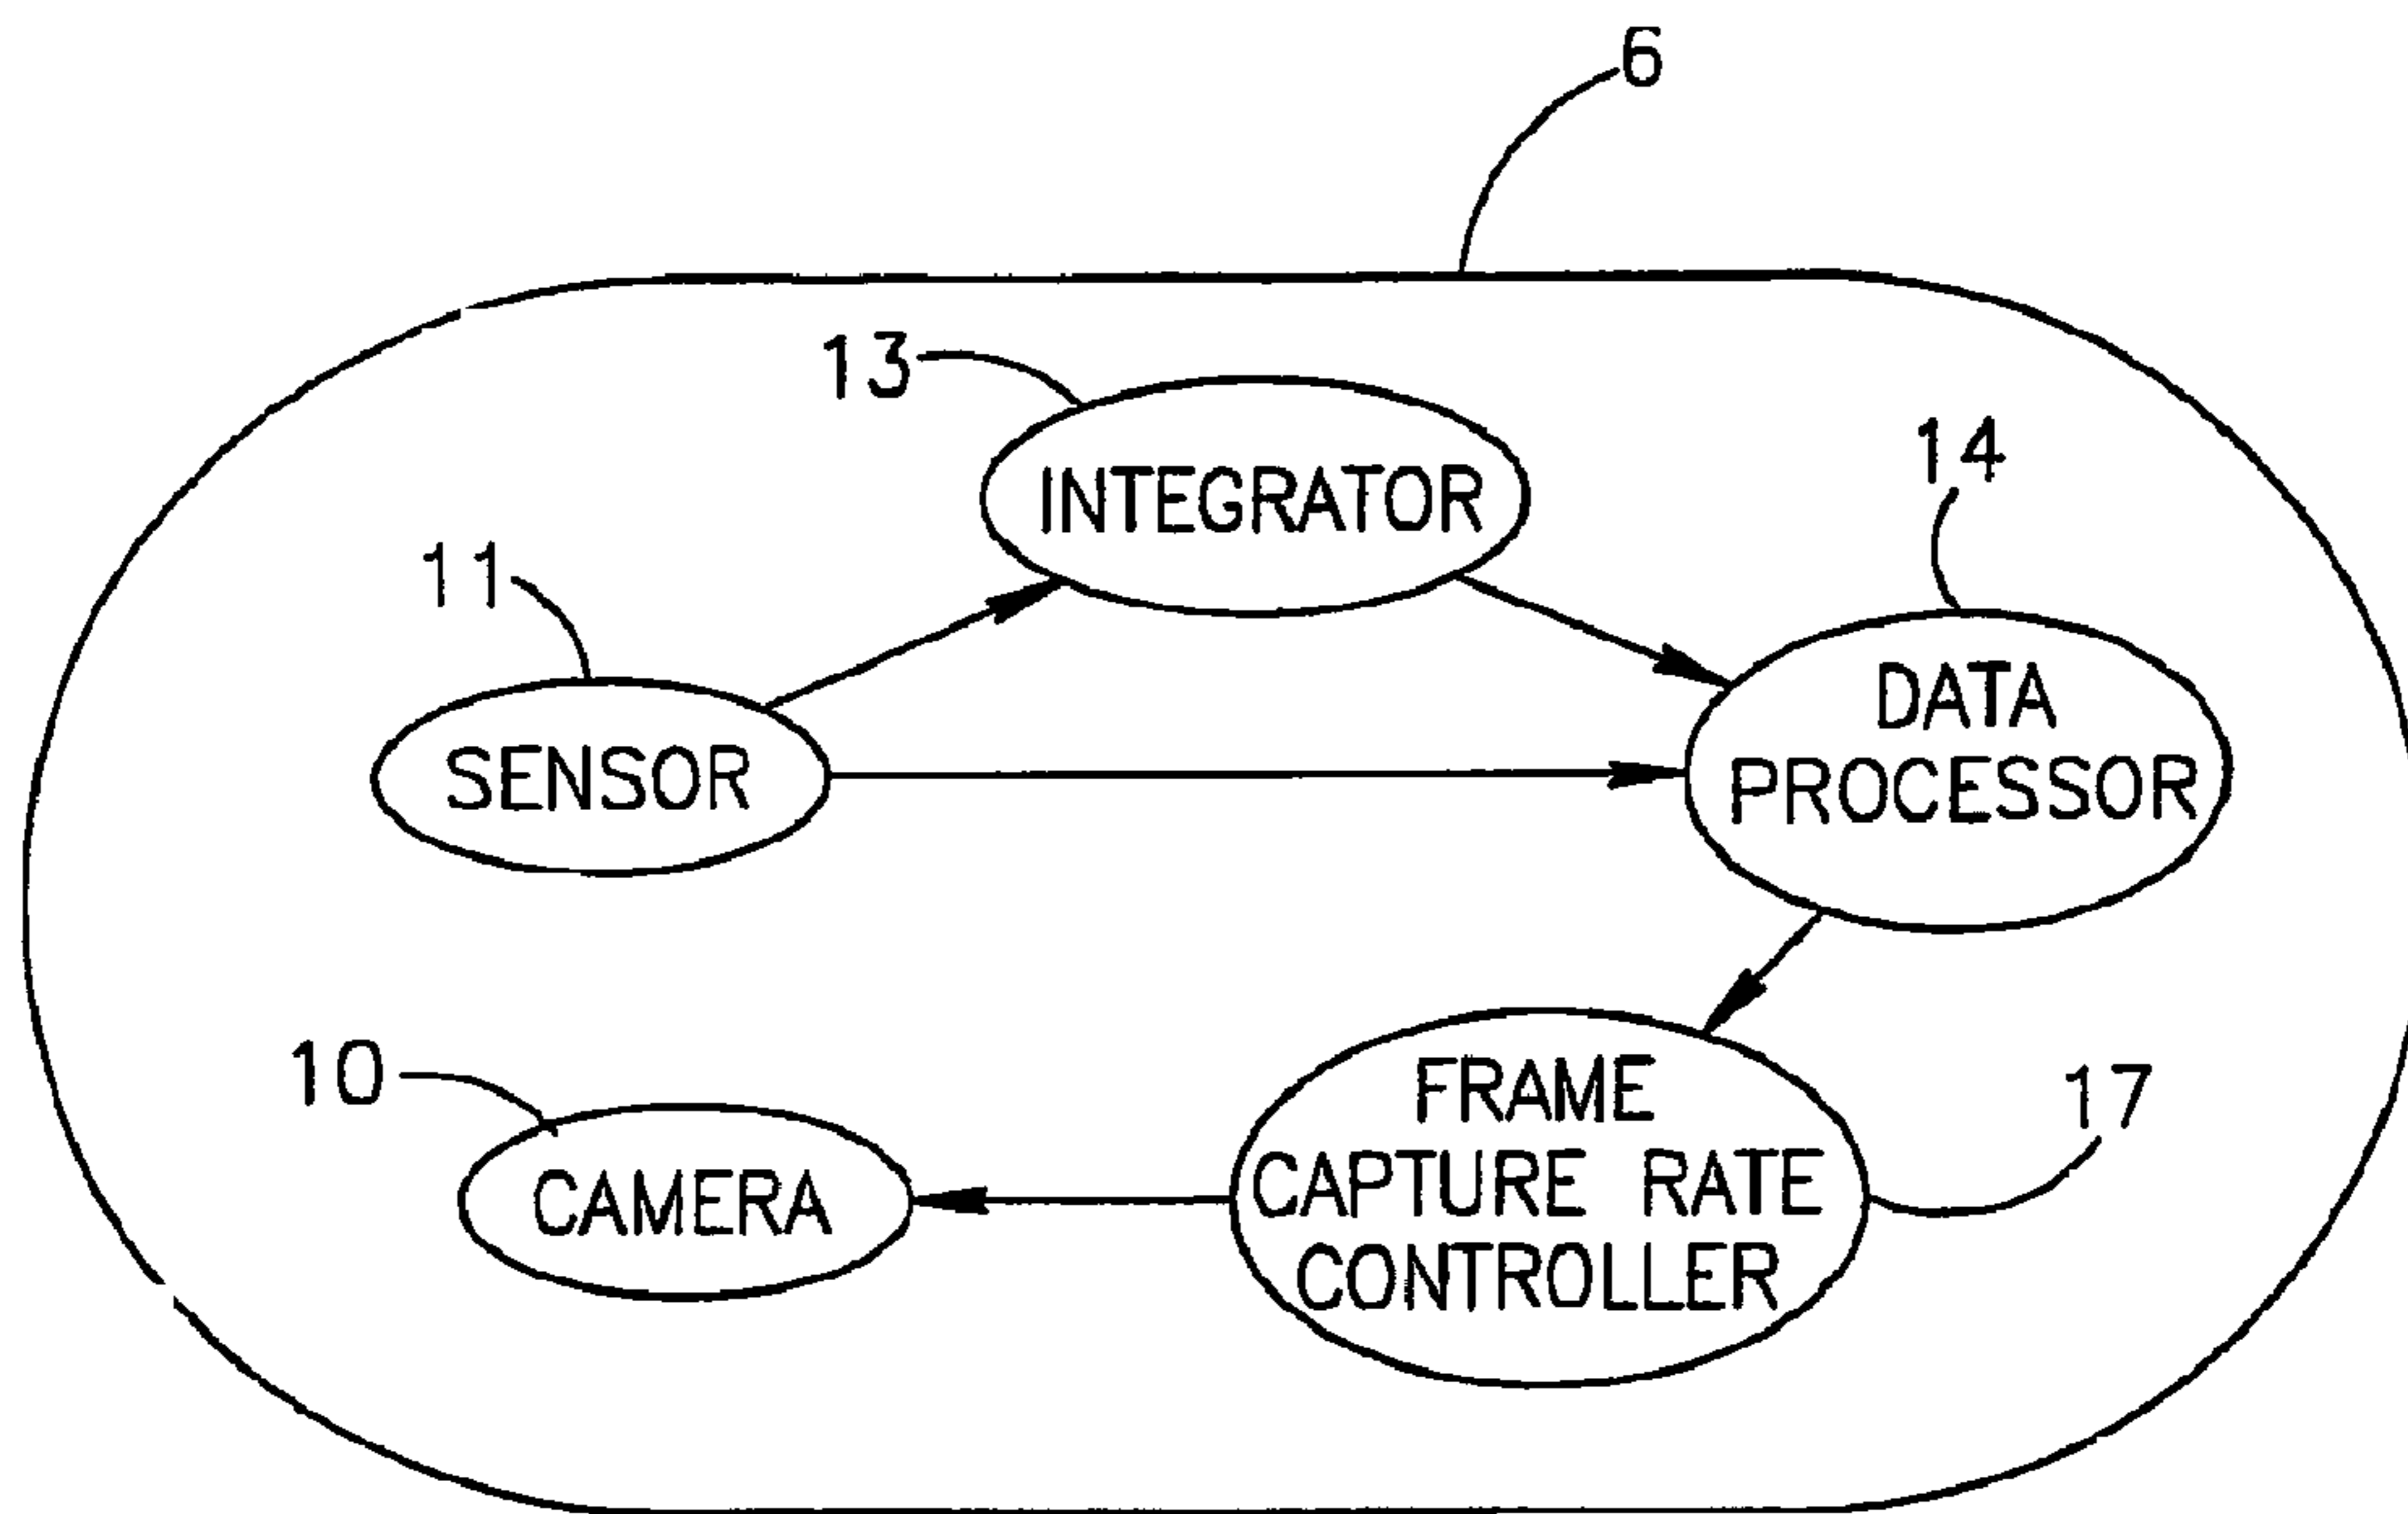 6
13
INTEGRATOR
14
11
DATA
PROCESSOR
SENSOR
10
FRAME
CAPTURE RATE
CONTROLLER
17
CAMERA